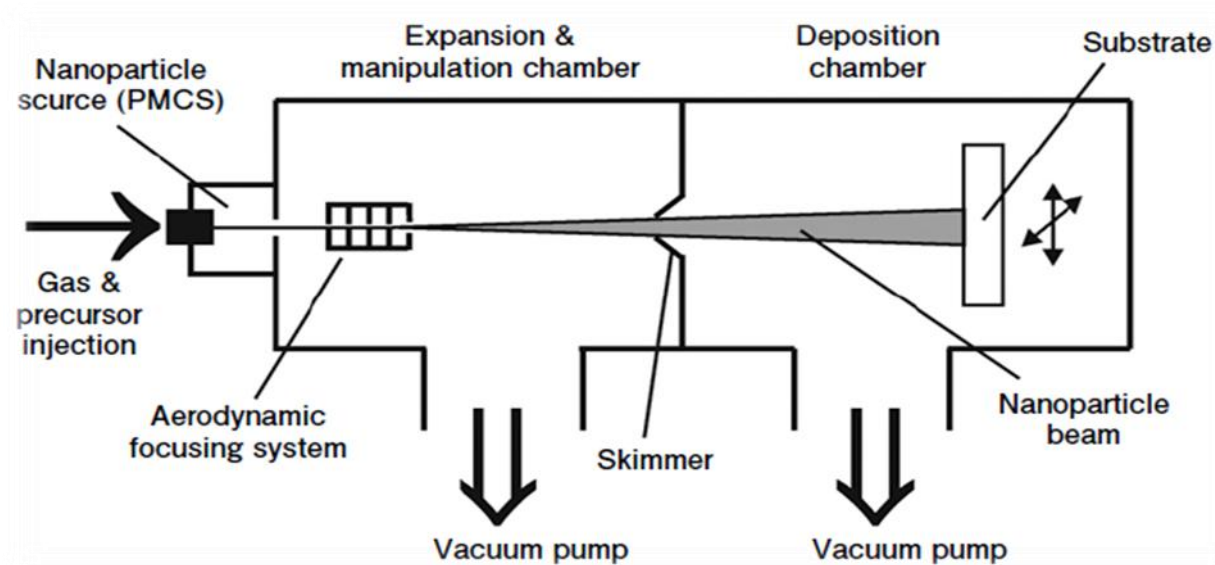 Expansion &
manipulation chamber
Deposition
chamber
Substrate
Nanoparticle
scurce (PMCS)
Gas &
precursor
injection
Aerodynamic
focusing system
Skimmer
Nanoparticle
beam
Vacuum pump
Vacuum pump